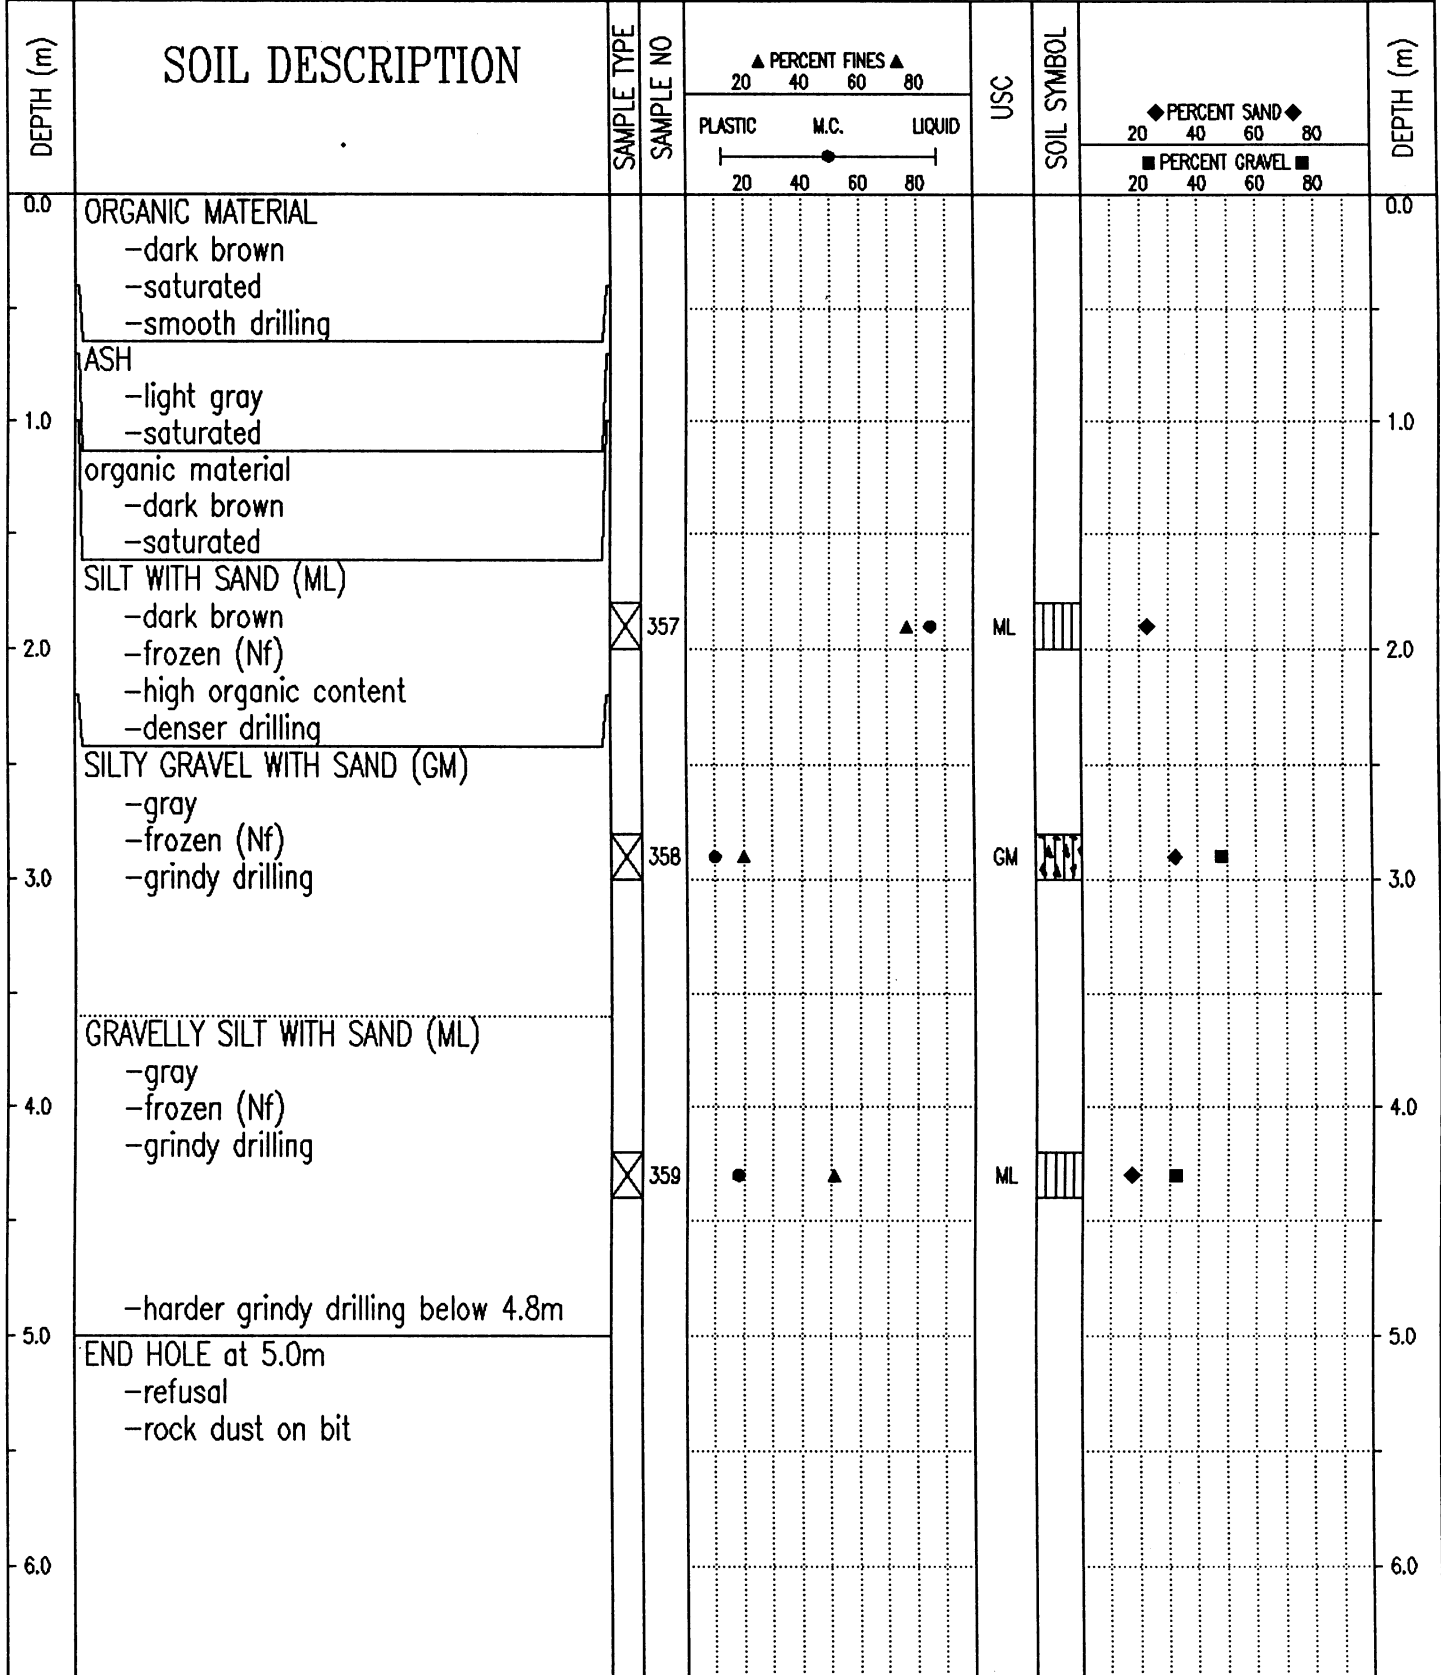 DEPTH (m)
SOIL DESCRIPTION
SAMPLE TYPE
SAMPLE NO
▲ PERCENT FINES ▲
20 40 60 80
PLASTIC M.C. LIQUID
20 40 60 80
USC
SOIL SYMBOL
◆ PERCENT SAND ◆
20 40 60 80
■ PERCENT GRAVEL ■
20 40 60 80
DEPTH (m)
0.0 0.0
ORGANIC MATERIAL
-dark brown
-saturated
-smooth drilling
ASH
-light gray
1.0 1.0
-saturated
organic material
-dark brown
-saturated
SILT WITH SAND (ML)
-dark brown
357 ML
2.0 2.0
-frozen (Nf)
-high organic content
-denser drilling
SILTY GRAVEL WITH SAND (GM)
-gray
-frozen (Nf)
358 GM
3.0 3.0
-grindy drilling
GRAVELLY SILT WITH SAND (ML)
-gray
4.0 4.0
-frozen (Nf)
-grindy drilling
359 ML
-harder grindy drilling below 4.8m
5.0 5.0
END HOLE at 5.0m
-refusal
-rock dust on bit
6.0 6.0